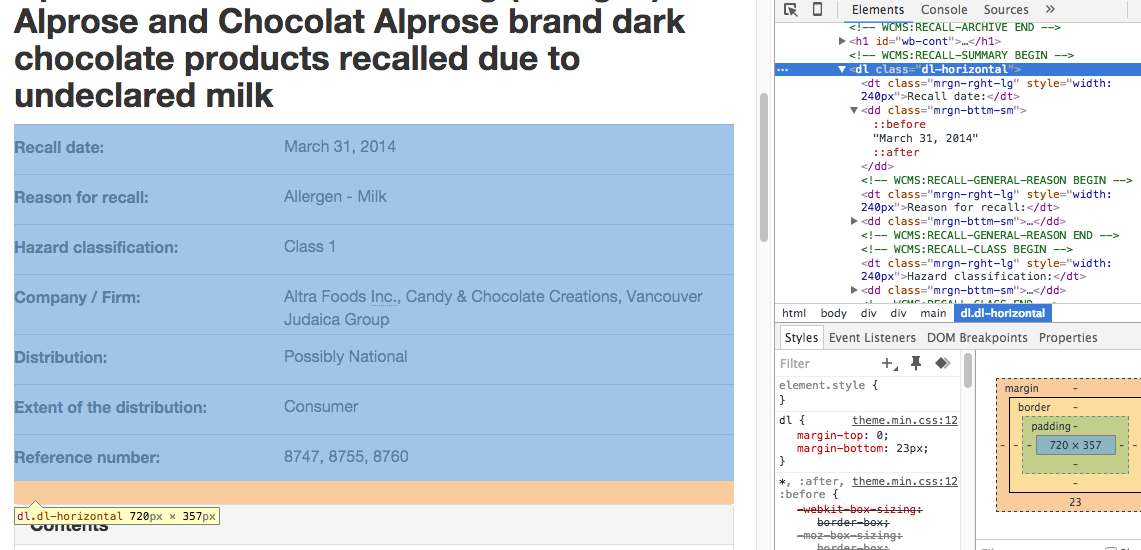 Alprose and Chocolat Alprose brand dark
chocolate products recalled due to
undeclared milk
Recall date: March 31, 2014
Reason for recall: Allergen - Milk
Hazard classification: Class 1
Company / Firm: Altra Foods Inc., Candy & Chocolate Creations, Vancouver
Judaica Group
Distribution: Possibly National
Extent of the distribution: Consumer
Reference number: 8747, 8755, 8760
dl.dl-horizontal 720px × 357px
Contents
Elements Console Sources »
<!-- WCMS:RECALL-ARCHIVE END -->
▶<h1 id="wb-cont">…</h1>
<!-- WCMS:RECALL-SUMMARY BEGIN -->
… ▼<dl class="dl-horizontal">
<dt class="mrgn-rght-lg" style="width:
240px">Recall date:</dt>
▼<dd class="mrgn-bttm-sm">
::before
"March 31, 2014"
::after
</dd>
<!-- WCMS:RECALL-GENERAL-REASON BEGIN -->
<dt class="mrgn-rght-lg" style="width:
240px">Reason for recall:</dt>
▶<dd class="mrgn-bttm-sm">…</dd>
<!-- WCMS:RECALL-GENERAL-REASON END -->
<!-- WCMS:RECALL-CLASS BEGIN -->
<dt class="mrgn-rght-lg" style="width:
240px">Hazard classification:</dt>
▶<dd class="mrgn-bttm-sm">…</dd>
html body div div main dl.dl-horizontal
Styles Event Listeners DOM Breakpoints Properties
Filter
element.style {
}
dl { theme.min.css:12
margin-top: 0;
margin-bottom: 23px;
}
*, :after, theme.min.css:12
:before {
-webkit-box-sizing:
border-box;
-moz-box-sizing:
border-box;
margin -
border -
padding -
- - - 720 × 357 - -
-
-
23